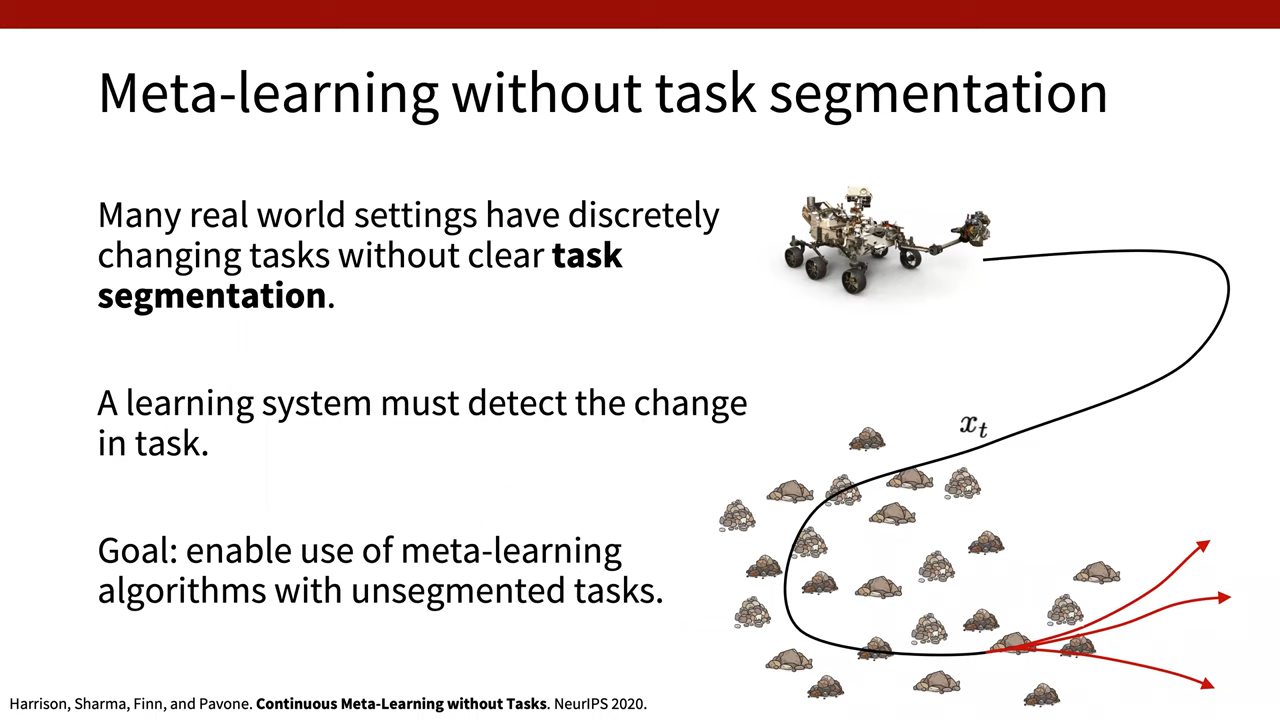 Meta-learning without task segmentation
Many real world settings have discretely
changing tasks without clear task
segmentation.
A learning system must detect the change
in task.
Goal: enable use of meta-learning
algorithms with unsegmented tasks.
x_t
Harrison, Sharma, Finn, and Pavone. Continuous Meta-Learning without Tasks. NeurIPS 2020.